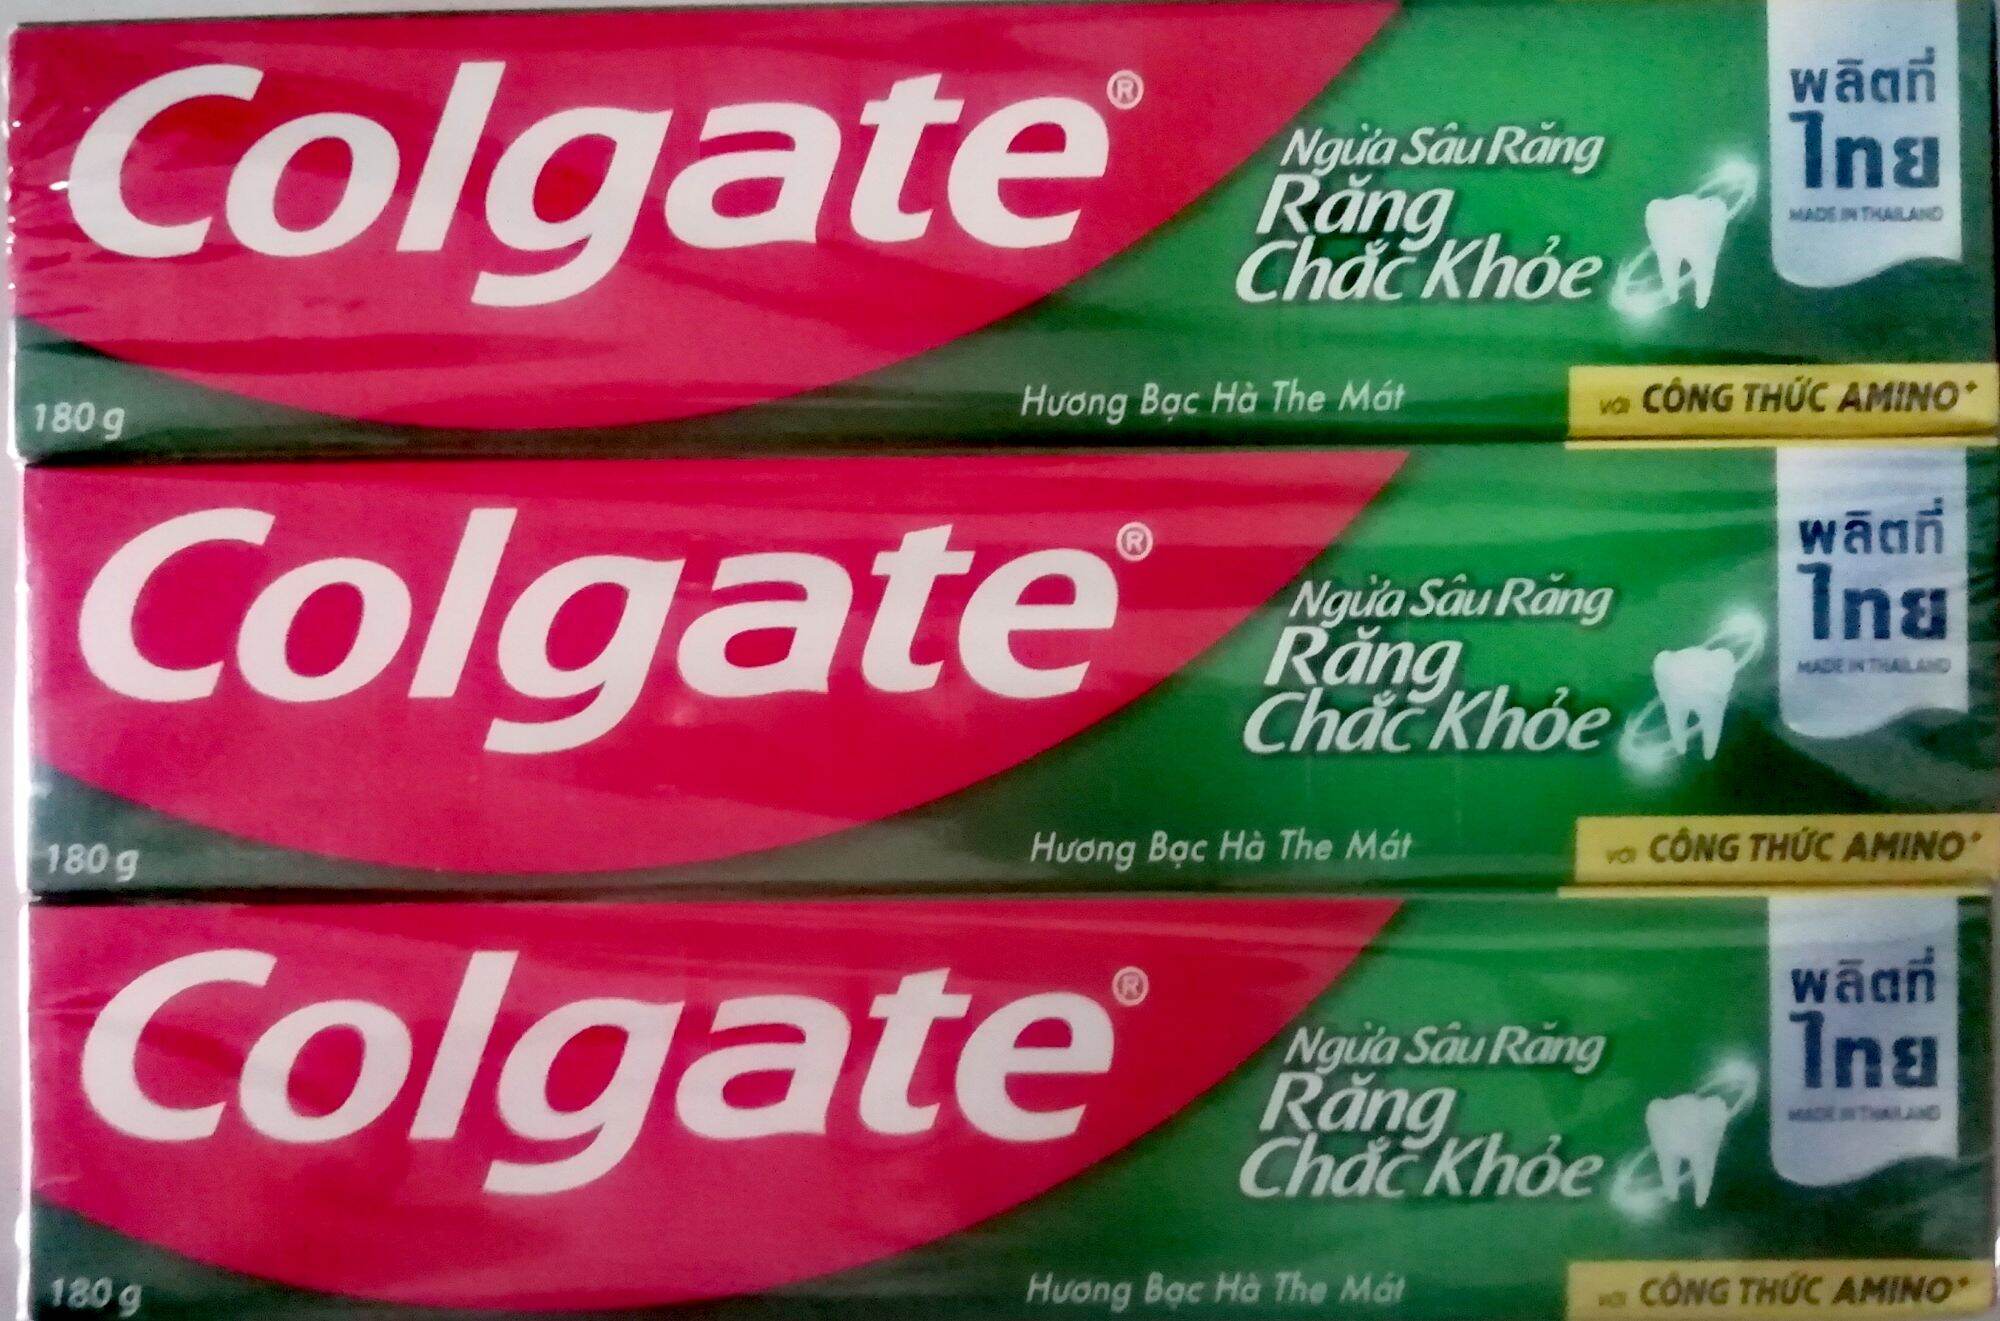 Colgate®
Ngừa Sâu Răng
Răng
Chắc Khỏe
ผลิตที่
ไทย
MADE IN THAILAND
180 g
Hương Bạc Hà The Mát
với CÔNG THỨC AMINO+
Colgate®
Ngừa Sâu Răng
Răng
Chắc Khỏe
ผลิตที่
ไทย
MADE IN THAILAND
180 g
Hương Bạc Hà The Mát
với CÔNG THỨC AMINO+
Colgate®
Ngừa Sâu Răng
Răng
Chắc Khỏe
ผลิตที่
ไทย
MADE IN THAILAND
180 g
Hương Bạc Hà The Mát
với CÔNG THỨC AMINO+